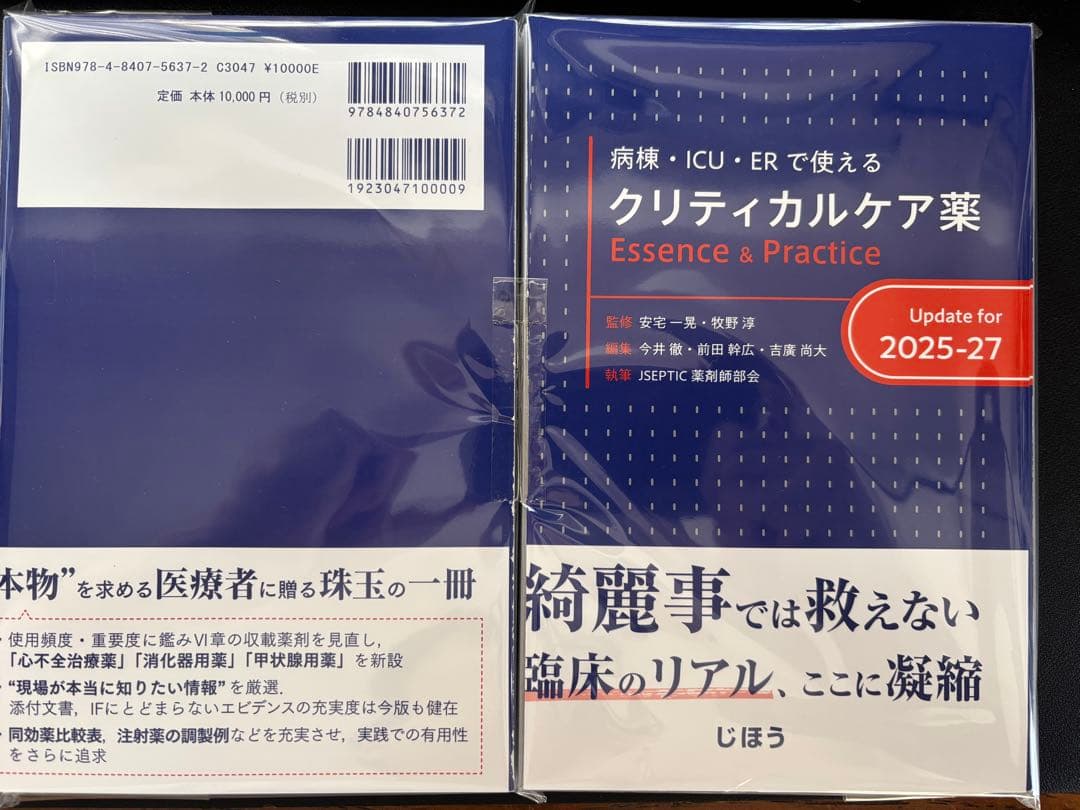 ISBN978-4-8407-5637-2 C3047 ¥10000E
定価 本体10,000円（税別）
9784840756372
1923047100009
本物”を求める医療者に贈る珠玉の一冊
・使用頻度・重要度に鑑みⅥ章の収載薬剤を見直し，
「心不全治療薬」「消化器用薬」「甲状腺用薬」を新設
・“現場が本当に知りたい情報”を厳選．
添付文書，IFにとどまらないエビデンスの充実度は今版も健在
・同効薬比較表，注射薬の調製例などを充実させ，実践での有用性
をさらに追求
病棟・ICU・ERで使える
クリティカルケア薬
Essence & Practice
Update for
2025-27
監修 安宅 一晃・牧野 淳
編集 今井 徹・前田 幹広・吉廣 尚大
執筆 JSEPTIC 薬剤師部会
綺麗事では救えない
臨床のリアル、ここに凝縮
じほう